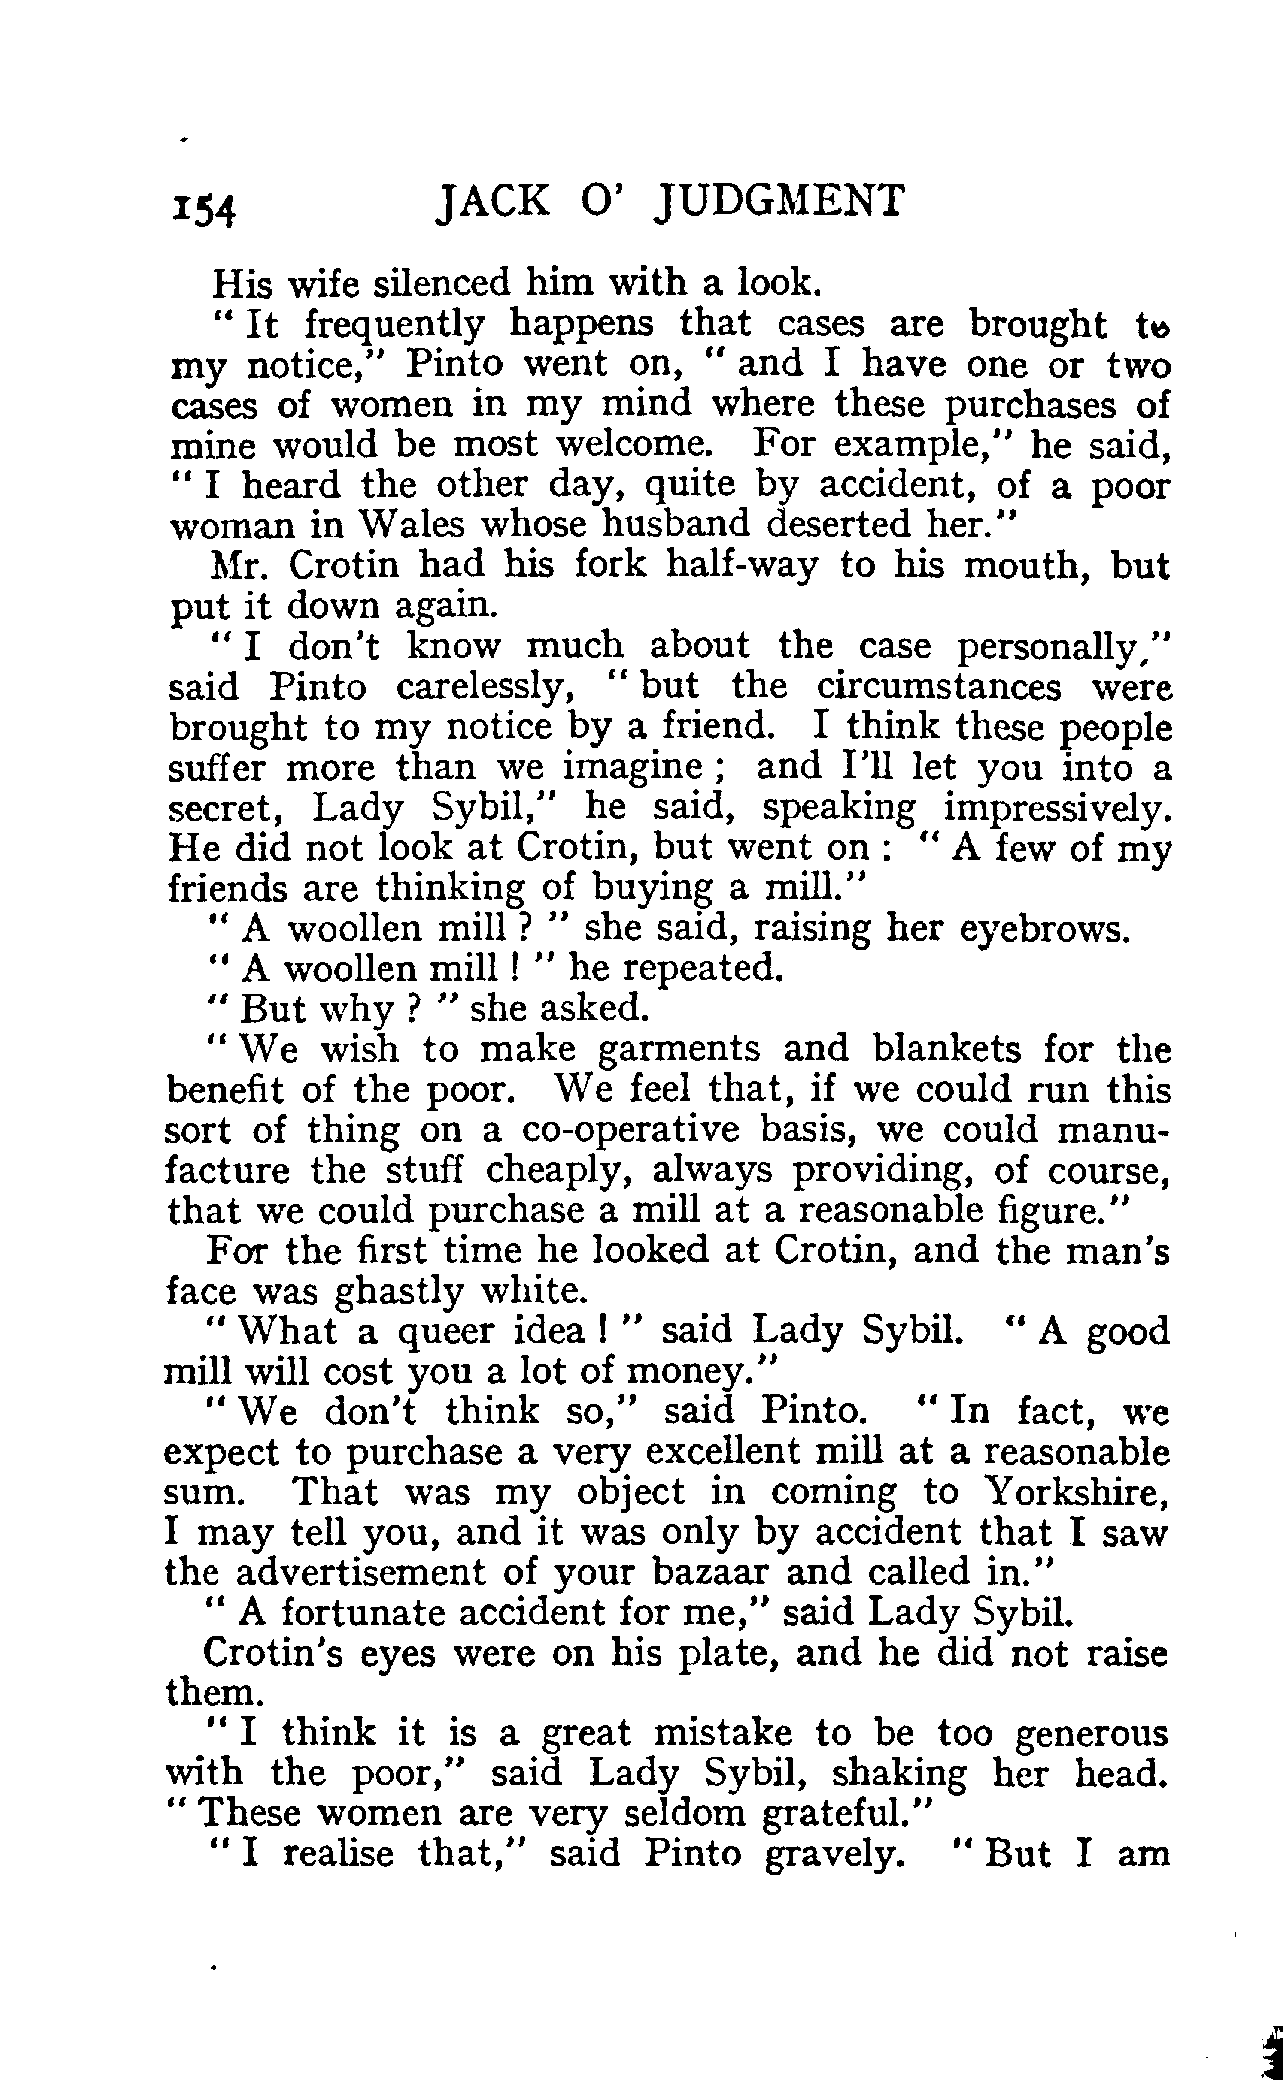 154 JACK O' JUDGMENT
His wife silenced him with a look.
" It frequently happens that cases are brought to
my notice," Pinto went on, " and I have one or two
cases of women in my mind where these purchases of
mine would be most welcome. For example," he said,
" I heard the other day, quite by accident, of a poor
woman in Wales whose husband deserted her."
Mr. Crotin had his fork half-way to his mouth, but
put it down again.
" I don't know much about the case personally,"
said Pinto carelessly, " but the circumstances were
brought to my notice by a friend. I think these people
suffer more than we imagine ; and I'll let you into a
secret, Lady Sybil," he said, speaking impressively.
He did not look at Crotin, but went on : " A few of my
friends are thinking of buying a mill."
" A woollen mill ? " she said, raising her eyebrows.
" A woollen mill ! " he repeated.
" But why ? " she asked.
" We wish to make garments and blankets for the
benefit of the poor. We feel that, if we could run this
sort of thing on a co-operative basis, we could manu-
facture the stuff cheaply, always providing, of course,
that we could purchase a mill at a reasonable figure."
For the first time he looked at Crotin, and the man's
face was ghastly white.
" What a queer idea ! " said Lady Sybil. " A good
mill will cost you a lot of money."
" We don't think so," said Pinto. " In fact, we
expect to purchase a very excellent mill at a reasonable
sum. That was my object in coming to Yorkshire,
I may tell you, and it was only by accident that I saw
the advertisement of your bazaar and called in."
" A fortunate accident for me," said Lady Sybil.
Crotin's eyes were on his plate, and he did not raise
them.
" I think it is a great mistake to be too generous
with the poor," said Lady Sybil, shaking her head.
" These women are very seldom grateful."
" I realise that," said Pinto gravely. " But I am